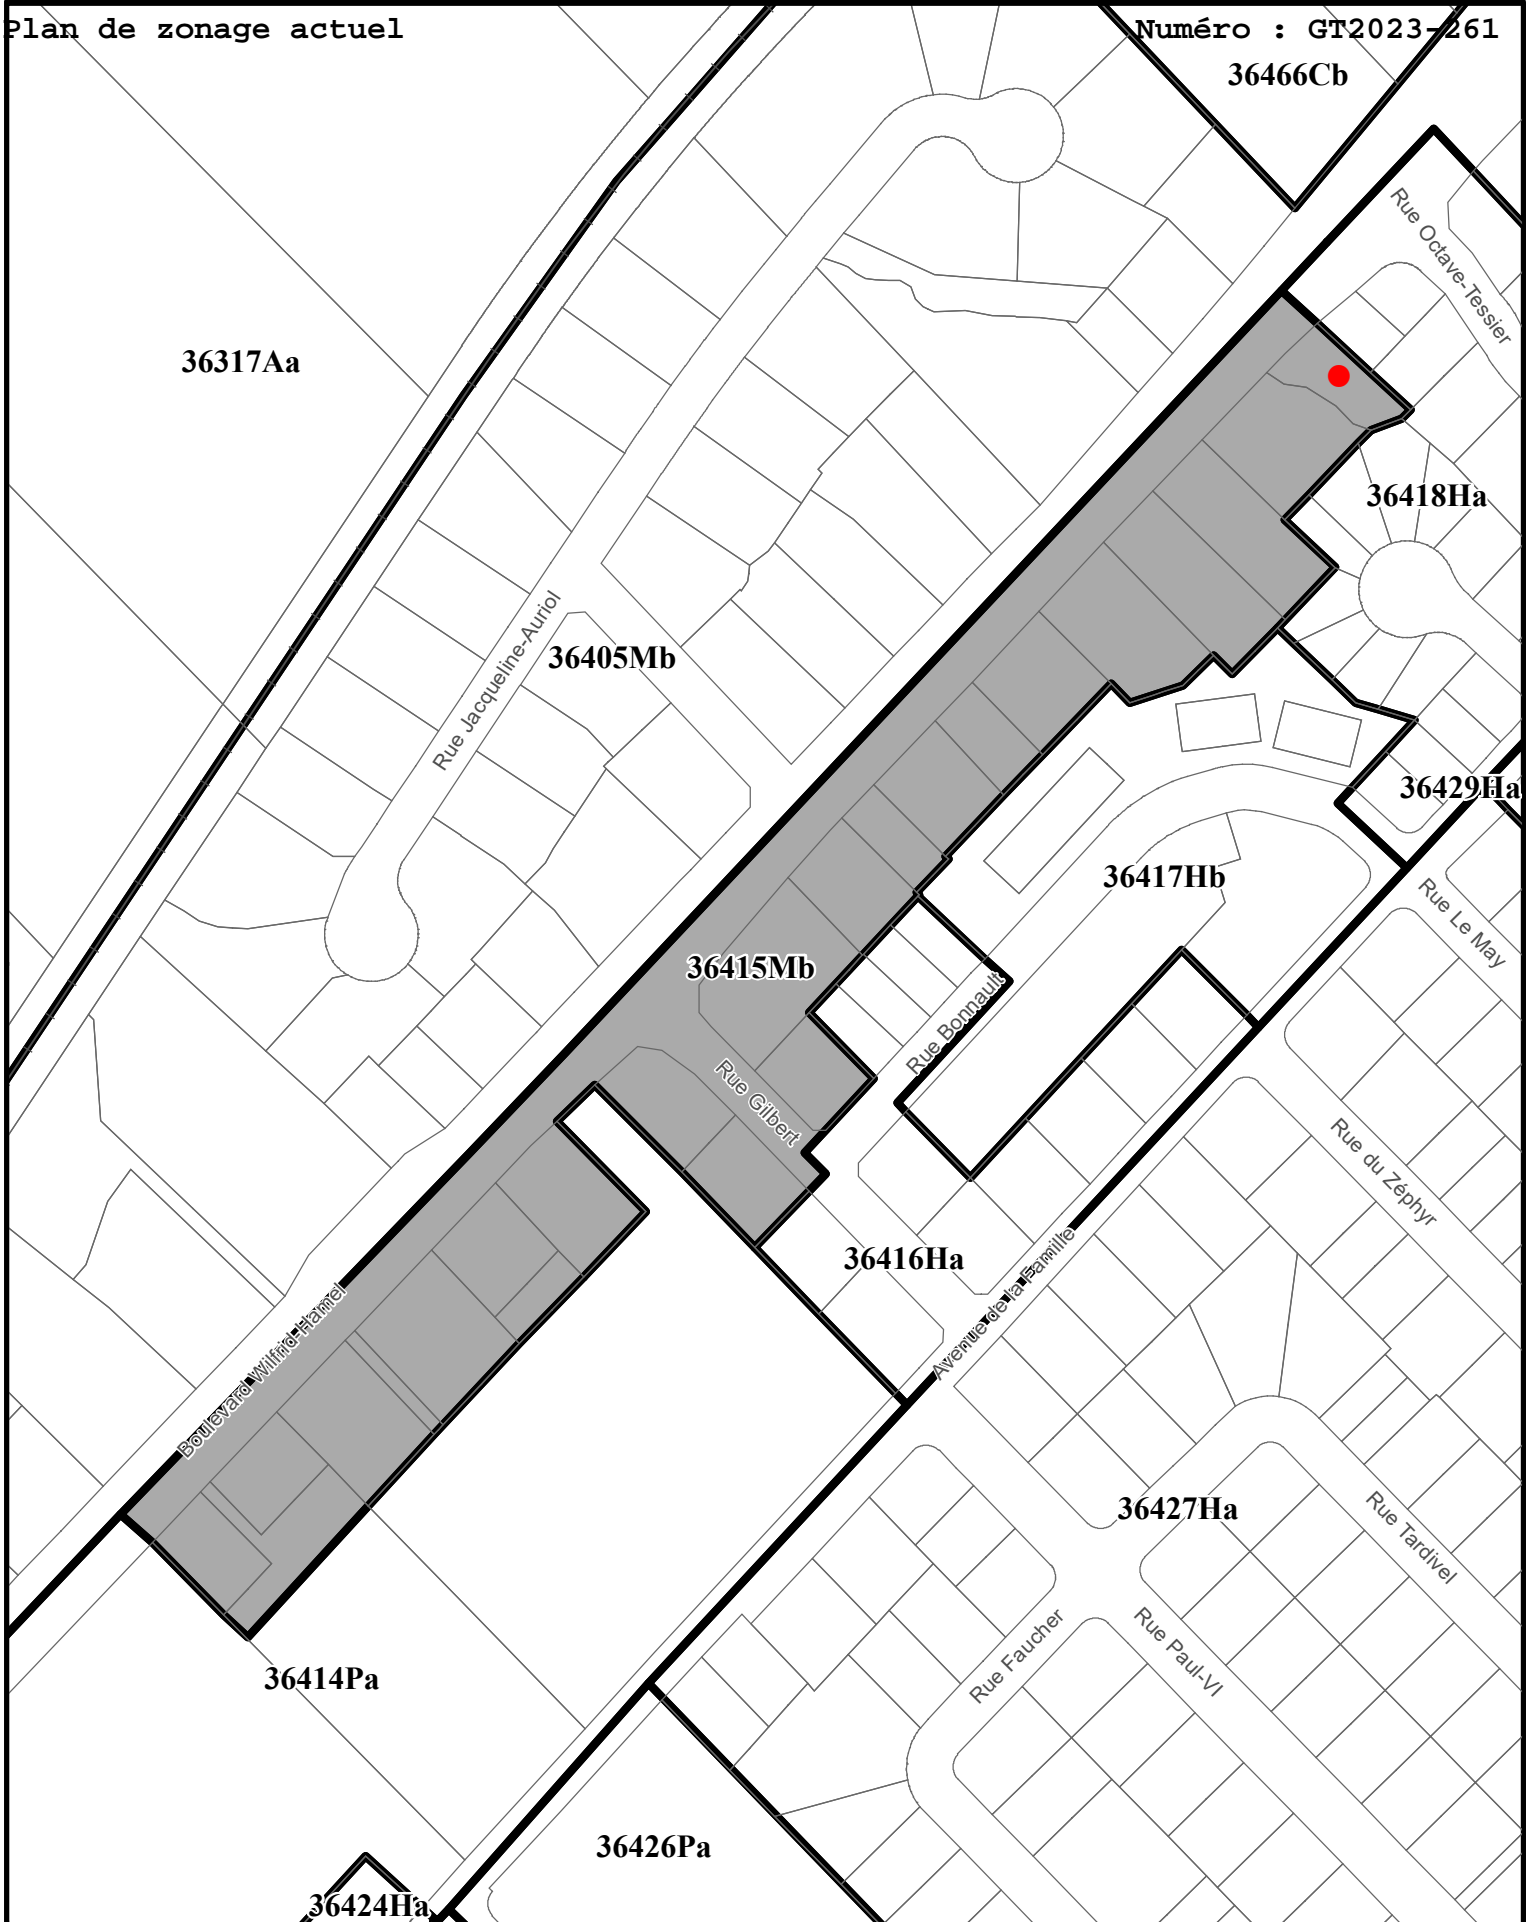 Plan de zonage actuel
Numéro : GT2023-261
36466Cb
Rue Octave-Tessier
36317Aa
36418Ha
Rue Jacqueline-Auriol
36405Mb
36429Ha
36417Hb
Rue Le May
36415Mb
Rue Bonnault
Rue Gilbert
Rue du Zéphyr
36416Ha
Avenue de la Famille
Boulevard Wilfrid-Hamel
36427Ha
Rue Tardivel
Rue Faucher
Rue Paul-VI
36414Pa
36426Pa
36424Ha